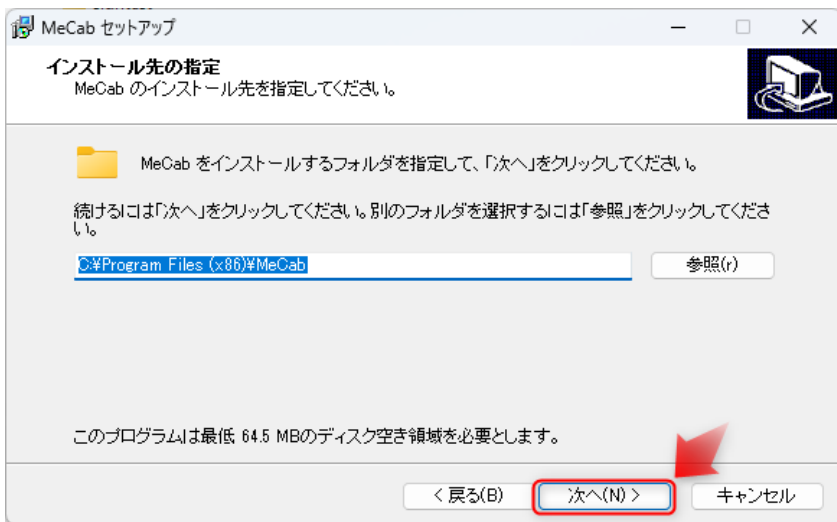 MeCab セットアップ
インストール先の指定
MeCab のインストール先を指定してください。
MeCab をインストールするフォルダを指定して、「次へ」をクリックしてください。
続けるには「次へ」をクリックしてください。別のフォルダを選択するには「参照」をクリックしてくださ
い。
C:¥Program Files (x86)¥MeCab
参照(r)
このプログラムは最低 64.5 MBのディスク空き領域を必要とします。
< 戻る(B)
次へ(N) >
キャンセル